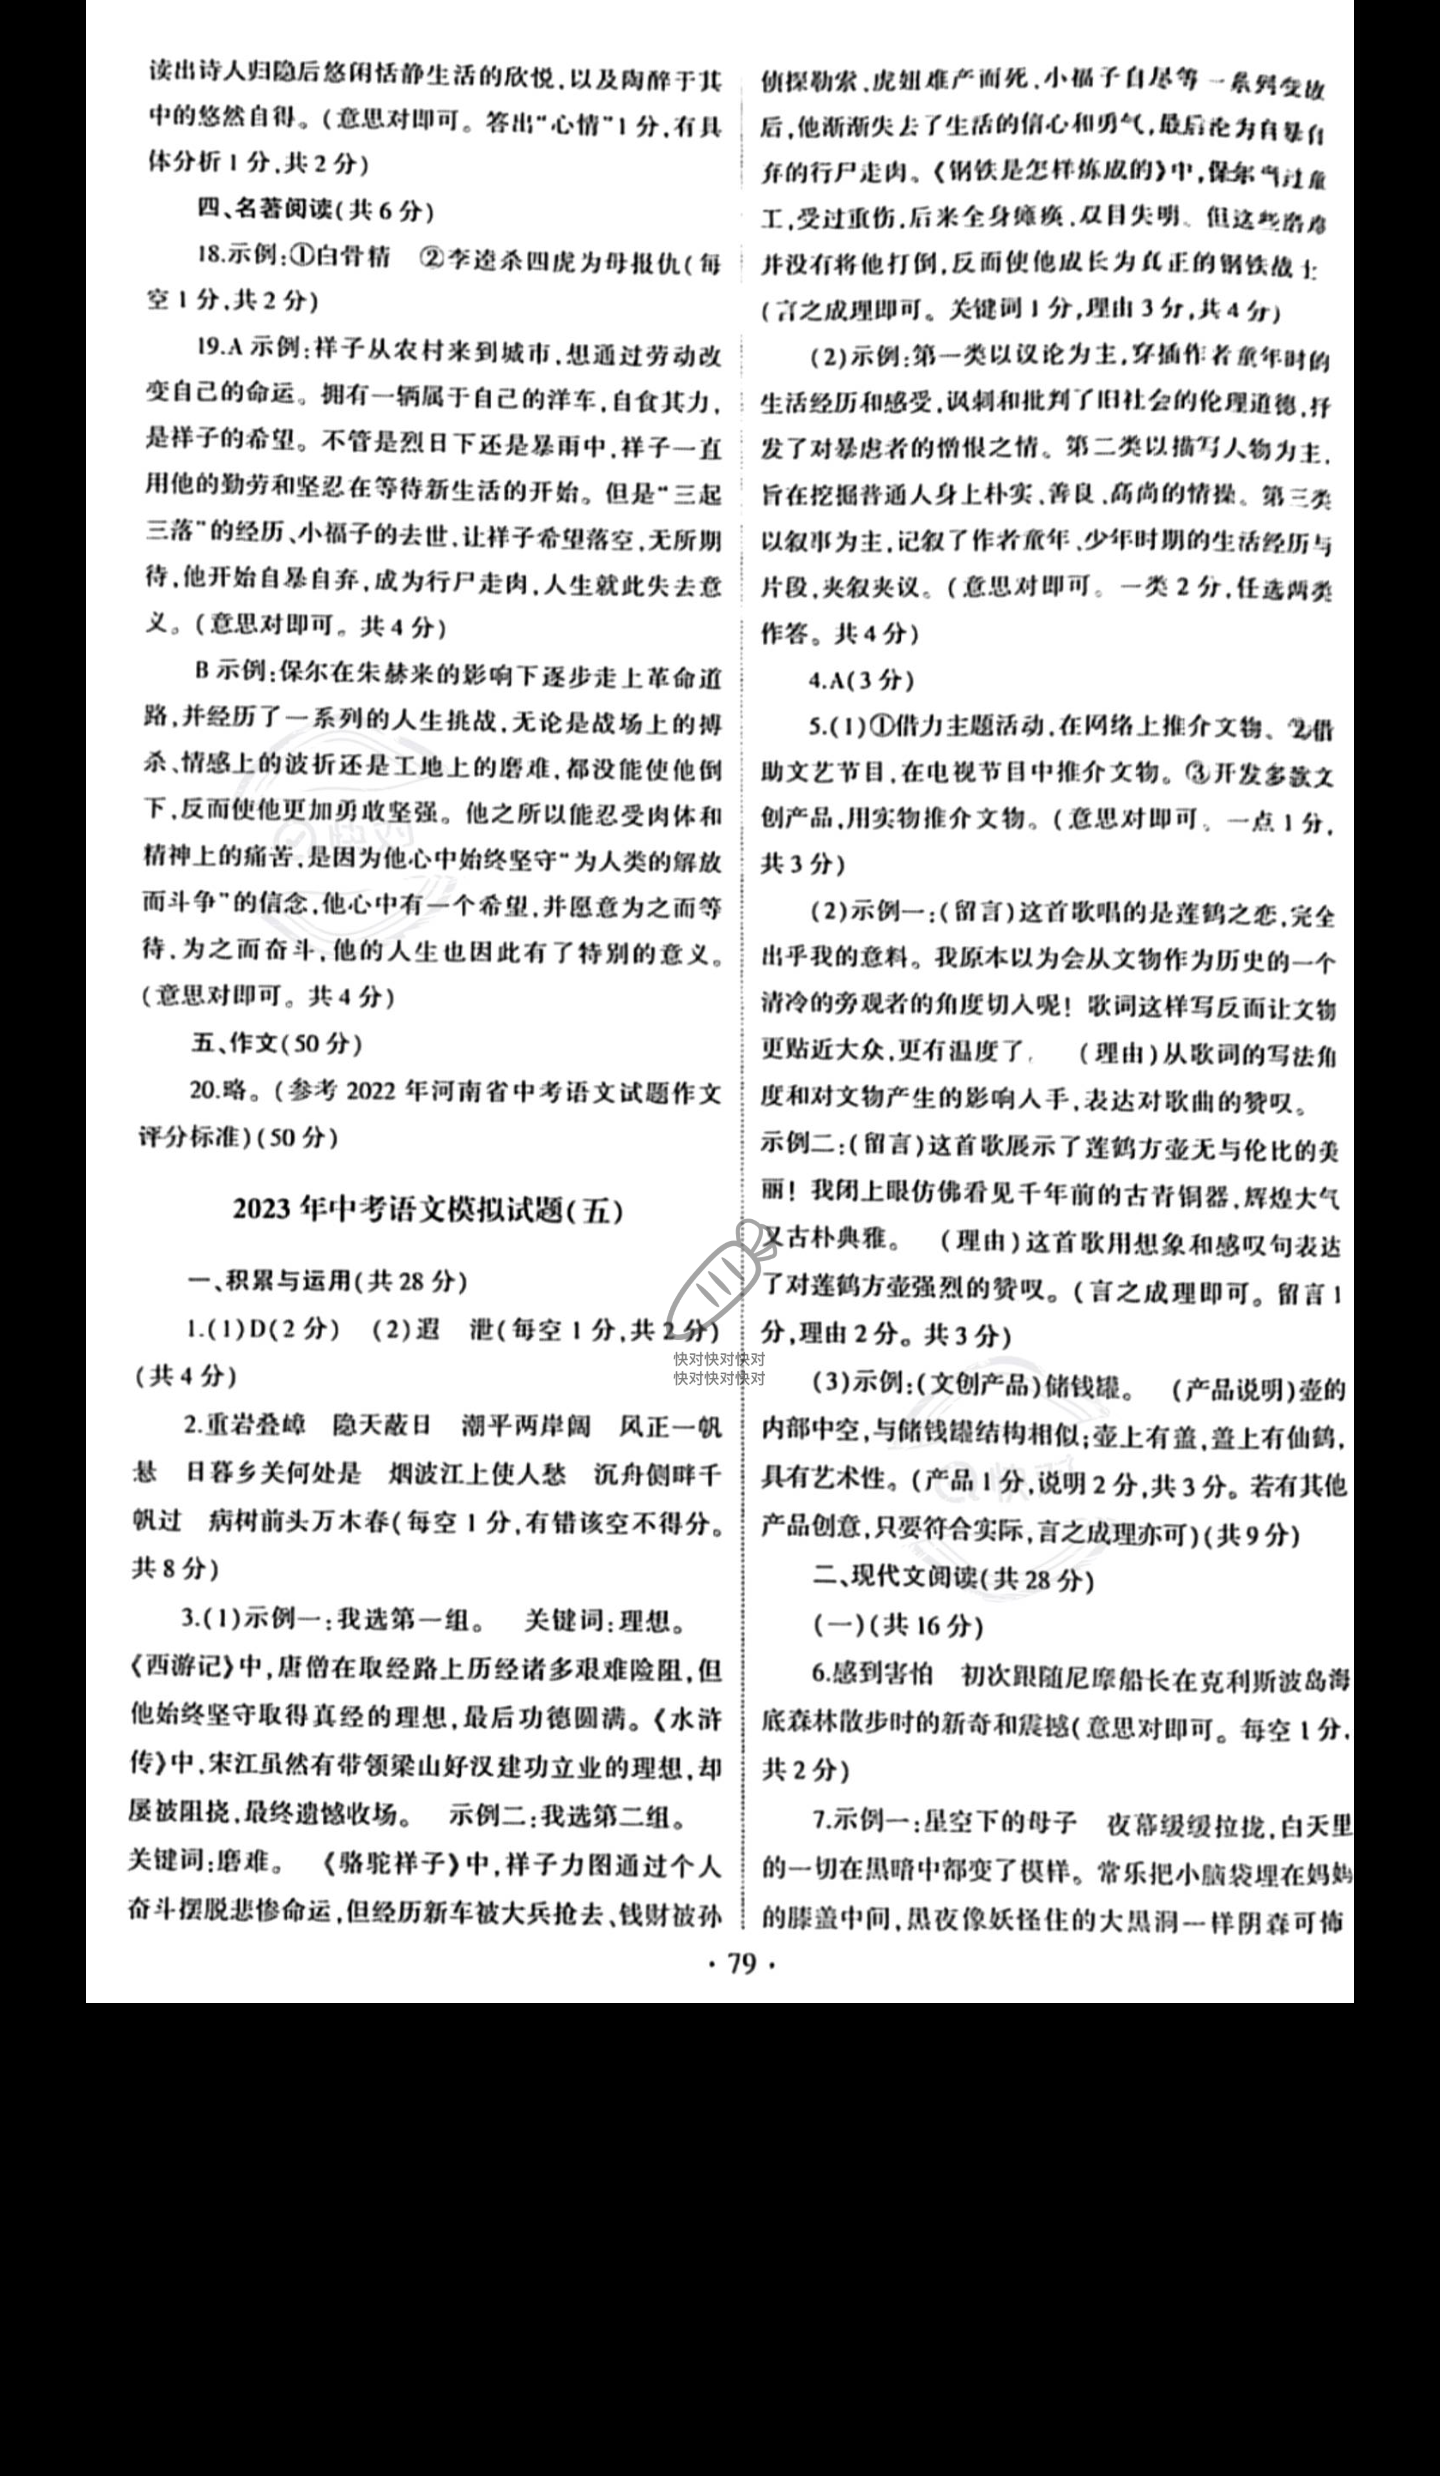 读出诗人归隐后悠闲恬静生活的欣悦,以及陶醉于其
中的悠然自得。(意思对即可。答出“心情”1分,有具
体分析1分,共2分)
四、名著阅读(共6分)
18.示例:①白骨精 ②李逵杀四虎为母报仇(每
空1分,共2分)
19.A 示例:祥子从农村来到城市,想通过劳动改
变自己的命运。拥有一辆属于自己的洋车,自食其力,
是祥子的希望。不管是烈日下还是暴雨中,祥子一直
用他的勤劳和坚忍在等待新生活的开始。但是“三起
三落”的经历、小福子的去世,让祥子希望落空,无所期
待,他开始自暴自弃,成为行尸走肉,人生就此失去意
义。(意思对即可。共4分)
B 示例:保尔在朱赫来的影响下逐步走上革命道
路,并经历了一系列的人生挑战,无论是战场上的搏
杀、情感上的波折还是工地上的磨难,都没能使他倒
下,反而使他更加勇敢坚强。他之所以能忍受肉体和
精神上的痛苦,是因为他心中始终坚守“为人类的解放
而斗争”的信念,他心中有一个希望,并愿意为之而等
待,为之而奋斗,他的人生也因此有了特别的意义。
(意思对即可。共4分)
五、作文(50分)
20.略。(参考2022年河南省中考语文试题作文
评分标准)(50分)
2023年中考语文模拟试题(五)
一、积累与运用(共28分)
1.(1)D(2分) (2)遐 泄(每空1分,共2分)
(共4分)
2.重岩叠嶂 隐天蔽日 潮平两岸阔 风正一帆
悬 日暮乡关何处是 烟波江上使人愁 沉舟侧畔千
帆过 病树前头万木春(每空1分,有错该空不得分。
共8分)
3.(1)示例一:我选第一组。 关键词:理想。
《西游记》中,唐僧在取经路上历经诸多艰难险阻,但
他始终坚守取得真经的理想,最后功德圆满。《水浒
传》中,宋江虽然有带领梁山好汉建功立业的理想,却
屡被阻挠,最终遗憾收场。 示例二:我选第二组。
关键词:磨难。 《骆驼祥子》中,祥子力图通过个人
奋斗摆脱悲惨命运,但经历新车被大兵抢去、钱财被孙
侦探勒索、虎妞难产而死,小福子自尽等一系列变故
后,他渐渐失去了生活的信心和勇气,最后沦为自暴自
弃的行尸走肉。《钢铁是怎样炼成的》中,保尔当过童
工,受过重伤,后来全身瘫痪,双目失明。但这些磨难
并没有将他打倒,反而使他成长为真正的钢铁战士
(言之成理即可。关键词1分,理由3分,共4分)
(2)示例:第一类以议论为主,穿插作者童年时的
生活经历和感受,讽刺和批判了旧社会的伦理道德,抒
发了对暴虐者的憎恨之情。第二类以描写人物为主,
旨在挖掘普通人身上朴实、善良、高尚的情操。第三类
以叙事为主,记叙了作者童年、少年时期的生活经历与
片段,夹叙夹议。(意思对即可。一类2分,任选两类
作答。共4分)
4.A(3分)
5.(1)①借力主题活动,在网络上推介文物。②借
助文艺节目,在电视节目中推介文物。③开发多款文
创产品,用实物推介文物。(意思对即可。一点1分,
共3分)
(2)示例一:(留言)这首歌唱的是莲鹤之恋,完全
出乎我的意料。我原本以为会从文物作为历史的一个
清冷的旁观者的角度切入呢!歌词这样写反而让文物
更贴近大众,更有温度了。 (理由)从歌词的写法角
度和对文物产生的影响入手,表达对歌曲的赞叹。
示例二:(留言)这首歌展示了莲鹤方壶无与伦比的美
丽!我闭上眼仿佛看见千年前的古青铜器,辉煌大气
又古朴典雅。 (理由)这首歌用想象和感叹句表达
了对莲鹤方壶强烈的赞叹。(言之成理即可。留言1
分,理由2分。共3分)
(3)示例:(文创产品)储钱罐。 (产品说明)壶的
内部中空,与储钱罐结构相似;壶上有盖,盖上有仙鹤,
具有艺术性。(产品1分,说明2分,共3分。若有其他
产品创意,只要符合实际,言之成理亦可)(共9分)
二、现代文阅读(共28分)
(一)(共16分)
6.感到害怕 初次跟随尼摩船长在克利斯波岛海
底森林散步时的新奇和震撼(意思对即可。每空1分,
共2分)
7.示例一:星空下的母子 夜幕缓缓拉拢,白天里
的一切在黑暗中都变了模样。常乐把小脑袋埋在妈妈
的膝盖中间,黑夜像妖怪住的大黑洞一样阴森可怖
快对快对快对
快对快对快对
快对
快对
·79·